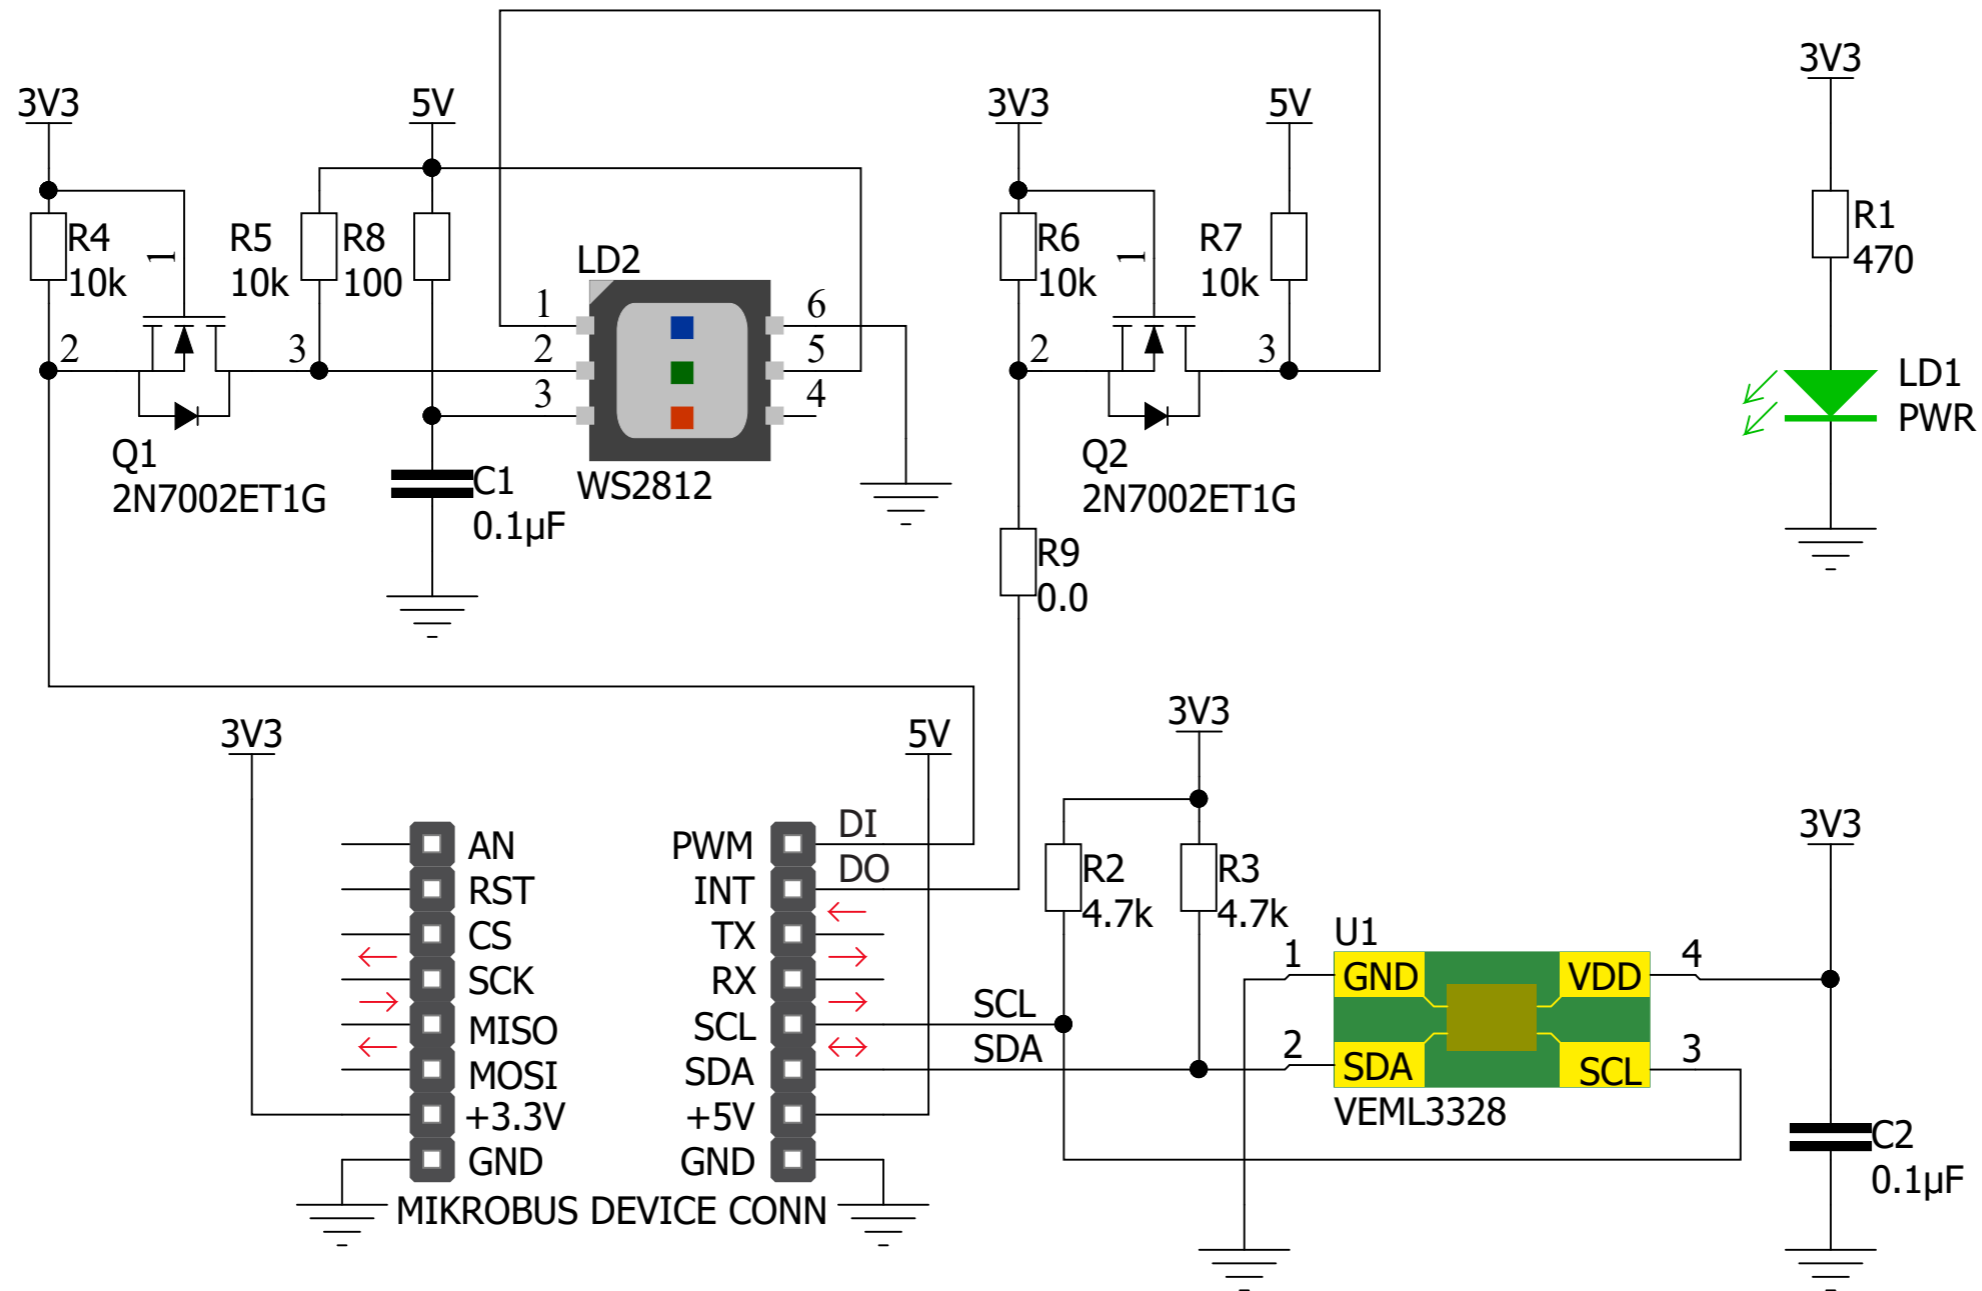 3V3
5V
3V3
5V
3V3
R4
10k
1
R5
10k
R8
100
LD2
1
2
3
6
5
4
WS2812
2
3
Q1
2N7002ET1G
C1
0.1µF
R6
10k
1
R7
10k
2
3
Q2
2N7002ET1G
R9
0.0
R1
470
LD1
PWR
3V3
5V
3V3
3V3
AN
RST
CS
SCK
MISO
MOSI
+3.3V
GND
PWM
INT
TX
RX
SCL
SDA
+5V
GND
DI
DO
SCL
SDA
MIKROBUS DEVICE CONN
R2
4.7k
R3
4.7k
U1
1
GND
VDD
4
2
SDA
SCL
3
VEML3328
C2
0.1µF